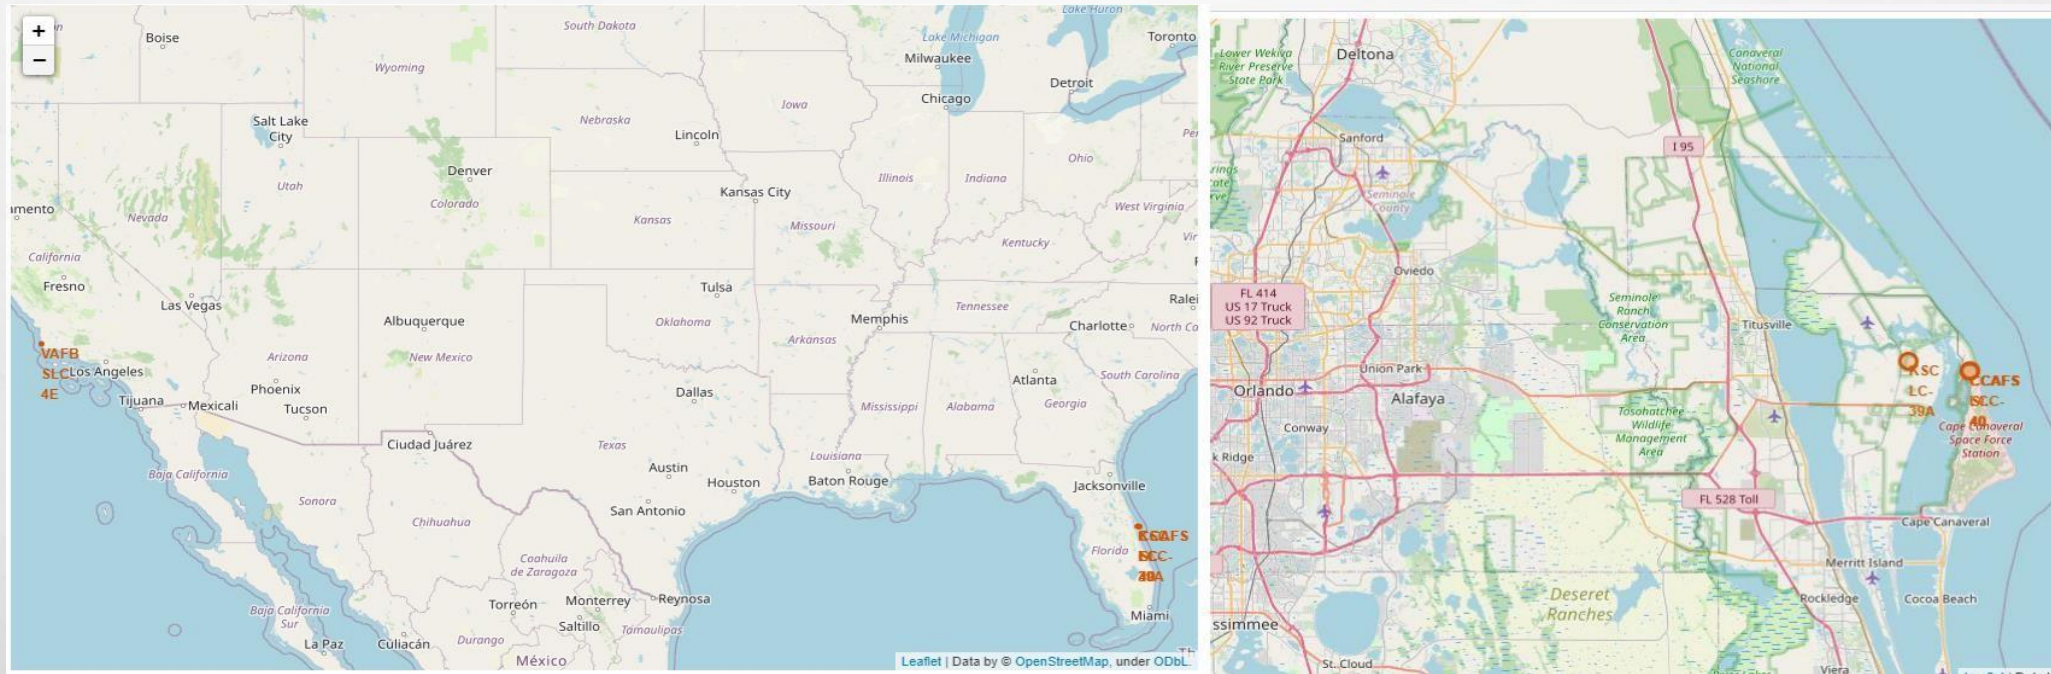 +
−
Boise
South Dakota
Lake Huron
Toronto
Lake Michigan
Milwaukee
Wyoming
Detroit
Chicago
Iowa
Salt Lake
City
Nebraska
Lincoln
Ohio
Denver
Utah
Illinois
Indiana
Kansas City
Colorado
Nevada
Kansas
Missouri
West Virginia
California
Kentucky
Fresno
Las Vegas
Tulsa
Albuquerque
Oklahoma
Tennessee
Memphis
Charlotte
Arkansas
VAFB
SLC
4E
Los Angeles
Arizona
New Mexico
Phoenix
Atlanta
South Carolina
Tijuana
Mexicali
Tucson
Dallas
Mississippi
Alabama
Georgia
Ciudad Juárez
Texas
Louisiana
Austin
Houston
Baton Rouge
Jacksonville
Baja California
Sonora
San Antonio
Chihuahua
Florida
Coahuila
de Zaragoza
Torreón
Monterrey
Reynosa
Baja California
Sur
Saltillo
Tamaulipas
Miami
La Paz
Culiacán
Durango
México
Leaflet | Data by © OpenStreetMap, under ODbL.
Lower Wekiva
River Preserve
State Park
Deltona
Canaveral
National
Seashore
Sanford
I 95
Seminole
County
Oviedo
FL 414
US 17 Truck
US 92 Truck
Seminole
Ranch
Conservation
Area
Titusville
Union Park
KSC
LC-
39A
CCAFS
Orlando
Alafaya
Conway
Tosohatchee
Wildlife
Management
Area
Cape Canaveral
Space Force
Station
FL 528 Toll
Cape Canaveral
Merritt Island
Deseret
Ranches
Rockledge
Cocoa Beach
St. Cloud
Viera